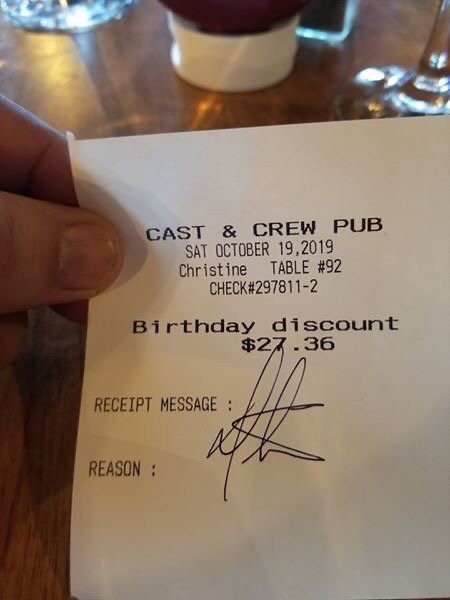 CAST & CREW PUB
SAT OCTOBER 19,2019
Christine TABLE #92
CHECK#297811-2
Birthday discount
$27.36
RECEIPT MESSAGE :
REASON :